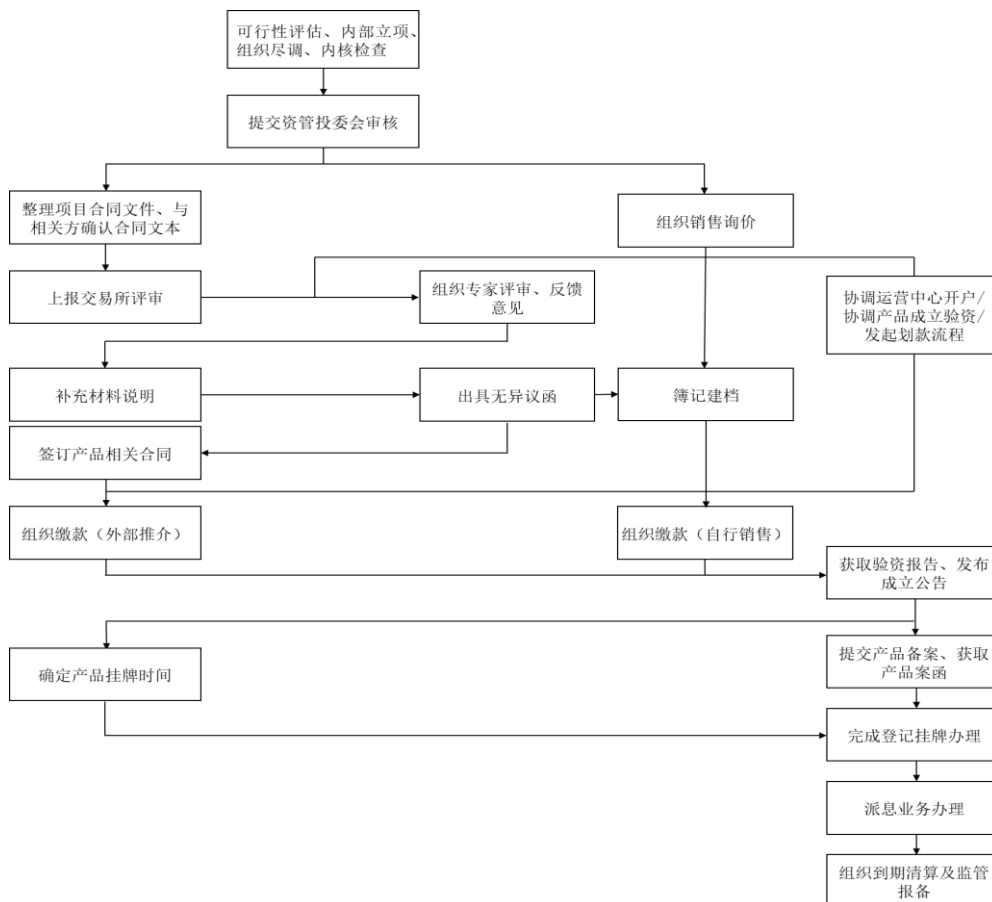 可行性评估、内部立项、
组织尽调、内核检查
提交资管投委会审核
整理项目合同文件、与
相关方确认合同文本
组织销售询价
上报交易所评审
组织专家评审、反馈
意见
协调运营中心开户/
协调产品成立验资/
发起划款流程
补充材料说明
出具无异议函
簿记建档
签订产品相关合同
组织缴款（外部推介）
组织缴款（自行销售）
获取验资报告、发布
成立公告
确定产品挂牌时间
提交产品备案、获取
产品案函
完成登记挂牌办理
派息业务办理
组织到期清算及监管
报备